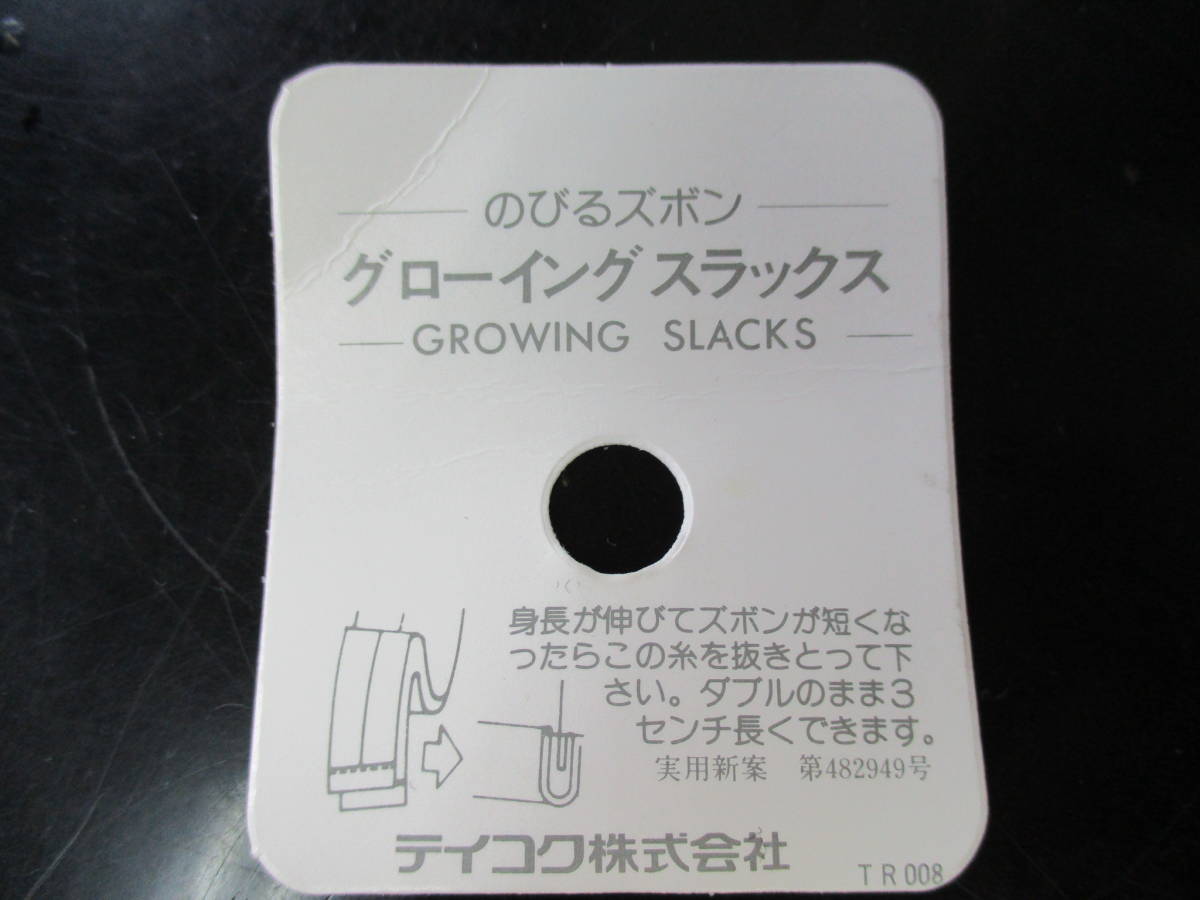 のびるズボン
グローイングスラックス
GROWING SLACKS
身長が伸びてズボンが短くな
ったらこの糸を抜きとって下
さい。ダブルのまま3
センチ長くできます。
実用新案 第482949号
テイコク株式会社
TR008